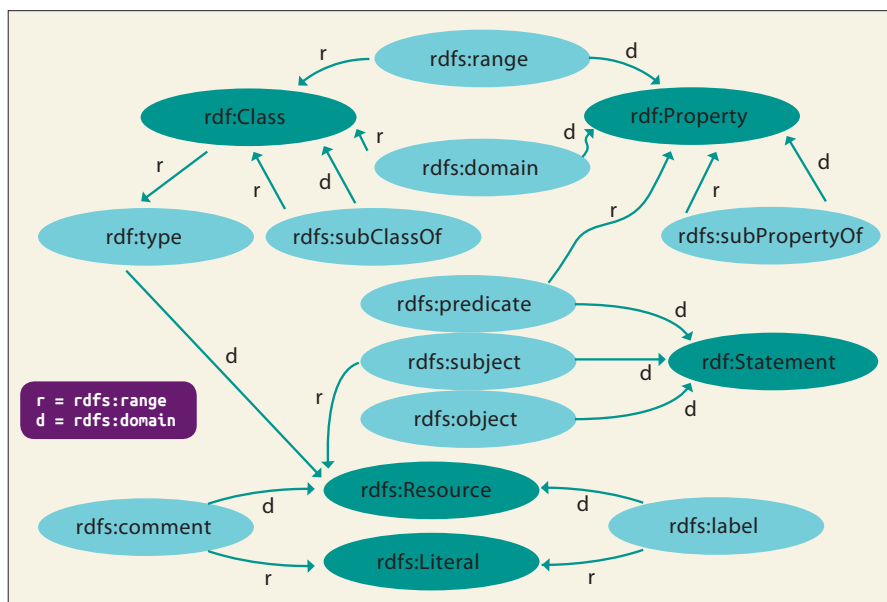 r
rdfs:range
d
rdf:Class
rdf:Property
r
d
rdfs:domain
r
r
d
r
d
rdf:type
rdfs:subClassOf
rdfs:subPropertyOf
r
rdfs:predicate
d
d
rdfs:subject
rdf:Statement
d
r = rdfs:range
d = rdfs:domain
r
rdfs:object
d
rdfs:Resource
d
d
rdfs:comment
rdfs:label
rdfs:Literal
r
r